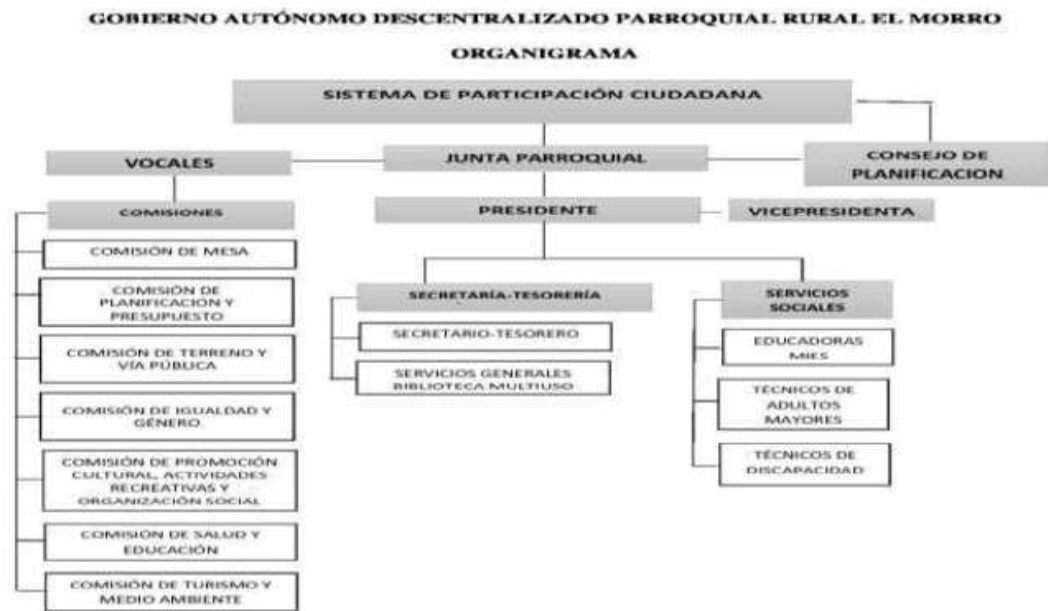 GOBIERNO AUTÓNOMO DESCENTRALIZADO PARROQUIAL RURAL EL MORRO
ORGANIGRAMA
SISTEMA DE PARTICIPACIÓN CIUDADANA
VOCALES
JUNTA PARROQUIAL
CONSEJO DE
PLANIFICACION
COMISIONES
PRESIDENTE
VICEPRESIDENTA
COMISIÓN DE MESA
COMISIÓN DE
PLANIFICACIÓN Y
PRESUPUESTO
COMISIÓN DE TERRENO Y
VÍA PÚBLICA
COMISIÓN DE IGUALDAD Y
GÉNERO
COMISIÓN DE PROMOCIÓN
CULTURAL, ACTIVIDADES
RECREATIVAS Y
ORGANIZACIÓN SOCIAL
COMISIÓN DE SALUD Y
EDUCACIÓN
COMISIÓN DE TURISMO Y
MEDIO AMBIENTE
SECRETARÍA-TESORERÍA
SECRETARIO-TESORERO
SERVICIOS GENERALES
BIBLIOTECA MULTIUSO
SERVICIOS
SOCIALES
EDUCADORAS
MIES
TÉCNICOS DE
ADULTOS
MAYORES
TÉCNICOS DE
DISCAPACIDAD